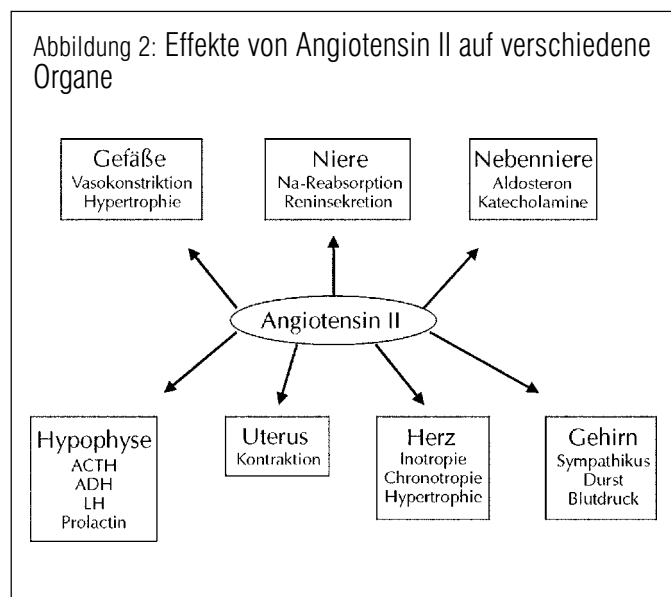 Abbildung 2: Effekte von Angiotensin II auf verschiedene
Organe
Gefäße
Vasokonstriktion
Hypertrophie
Niere
Na-Reabsorption
Reninsekretion
Nebenniere
Aldosteron
Katecholamine
Angiotensin II
Hypophyse
ACTH
ADH
LH
Prolactin
Uterus
Kontraktion
Herz
Inotropie
Chronotropie
Hypertrophie
Gehirn
Sympathikus
Durst
Blutdruck